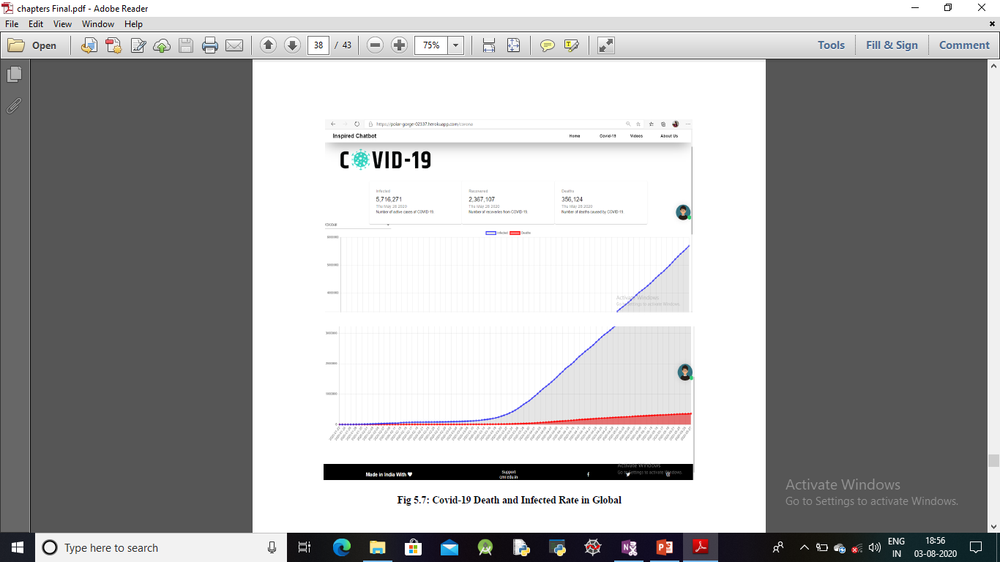 chapters Final.pdf - Adobe Reader
File Edit View Window Help
Open 38 / 43 75% Tools Fill & Sign Comment
https://polar-gorge-02337.herokuapp.com/corona
Inspired Chatbot Home Covid-19 Videos About Us
COVID-19
Infected
5,716,271
Thu May 28 2020
Number of active cases of COVID-19.
Recovered
2,367,107
Thu May 28 2020
Number of recoveries from COVID-19.
Deaths
356,124
Thu May 28 2020
Number of deaths caused by COVID-19.
Global
Infected Deaths
6000000
5000000
4000000
Activate Windows
Go to Settings to activate Windows.
3000000
2000000
1000000
0
Made in India With
Support
cmr.edu.in
Activate Windows
Go to Settings to activate Windows.
Fig 5.7: Covid-19 Death and Infected Rate in Global
Activate Windows
Go to Settings to activate Windows.
Type here to search
ENG
IN
18:56
03-08-2020